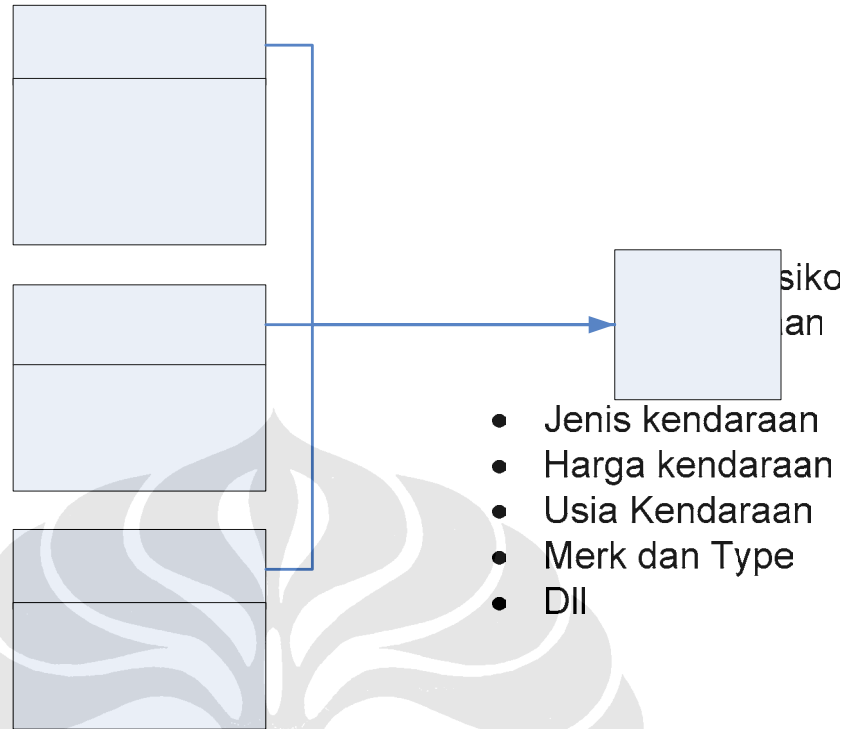 siko
an
• Jenis kendaraan
• Harga kendaraan
• Usia Kendaraan
• Merk dan Type
• Dll